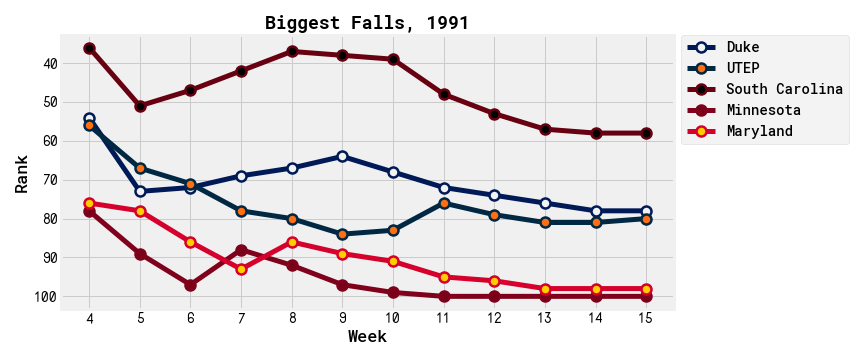 Biggest Falls, 1991
Duke
UTEP
South Carolina
Minnesota
Maryland
Rank
40
50
60
70
80
90
100
4 5 6 7 8 9 10 11 12 13 14 15
Week